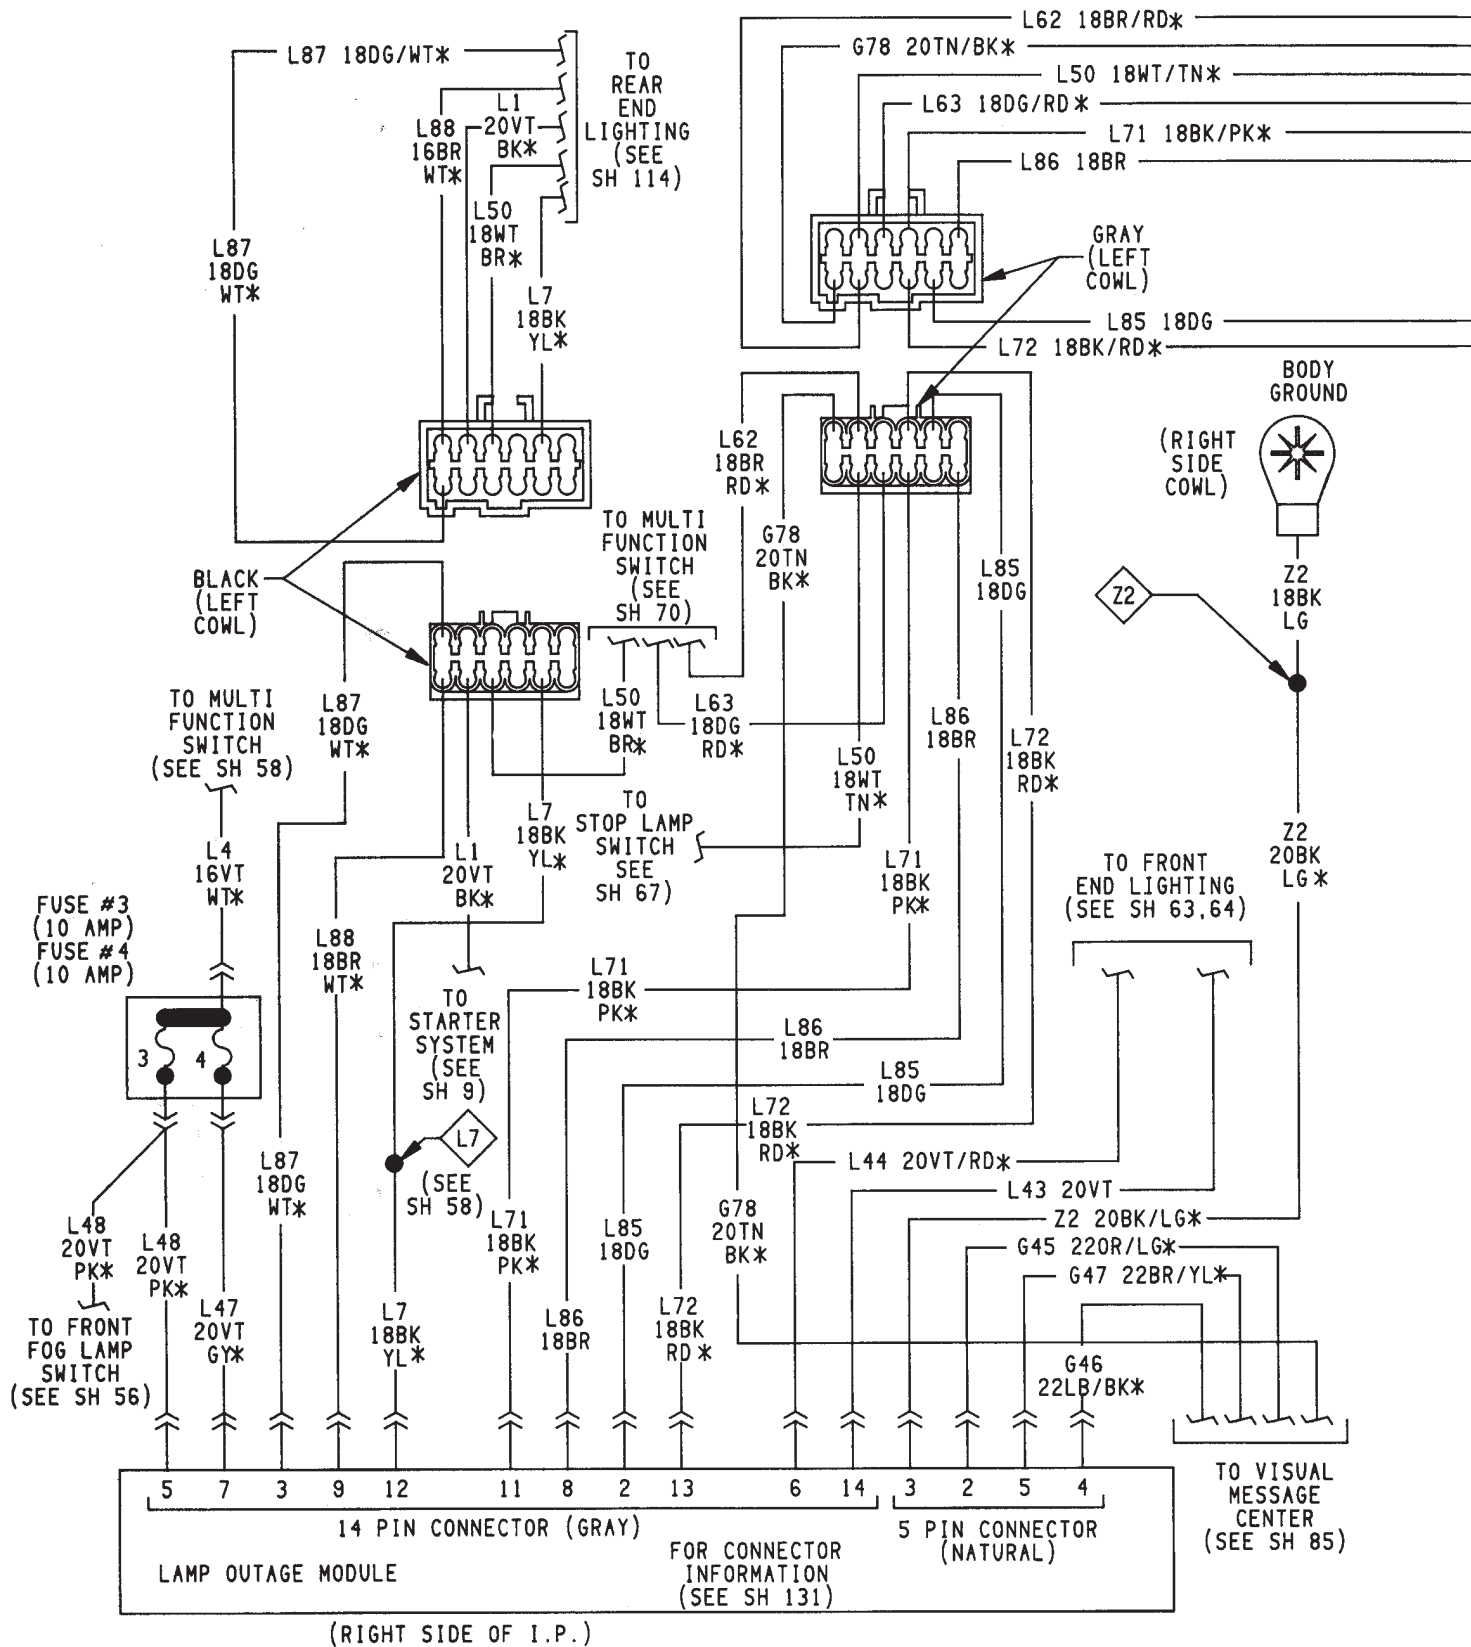 L62 18BR/RD*
L87 18DG/WT*
G78 20TN/BK*
TO
REAR
END
LIGHTING
(SEE
SH 114)
L50 18WT/TN*
L63 18DG/RD*
L71 18BK/PK*
L86 18BR
L88
16BR
WT*
L1
20VT
BK*
L50
18WT
BR*
L87
18DG
WT*
L7
18BK
YL*
GRAY
(LEFT
COWL)
L85 18DG
L72 18BK/RD*
BODY
GROUND
(RIGHT
SIDE
COWL)
L62
18BR
RD*
G78
20TN
BK*
TO MULTI
FUNCTION
SWITCH
(SEE
SH 70)
BLACK
(LEFT
COWL)
L85
18DG
Z2
Z2
18BK
LG
TO MULTI
FUNCTION
SWITCH
(SEE SH 58)
L87
18DG
WT*
L50
18WT
BR*
L63
18DG
RD*
L86
18BR
L72
18BK
RD*
L50
18WT
TN*
TO
STOP LAMP
SWITCH
SEE
SH 67)
L7
18BK
YL*
L1
20VT
BK*
L4
16VT
WT*
L71
18BK
PK*
Z2
20BK
LG*
TO FRONT
END LIGHTING
(SEE SH 63,64)
FUSE #3
(10 AMP)
FUSE #4
(10 AMP)
L88
18BR
WT*
L71
18BK
PK*
TO
STARTER
SYSTEM
(SEE
SH 9)
L86
18BR
3
4
L85
18DG
L72
18BK
RD*
L7
(SEE
SH 58)
L44 20VT/RD*
L43 20VT
Z2 20BK/LG*
G45 22OR/LG*
G47 22BR/YL*
L87
18DG
WT*
L71
18BK
PK*
L85
18DG
G78
20TN
BK*
L48
20VT
PK*
L48
20VT
PK*
L47
20VT
GY*
L7
18BK
YL*
L86
18BR
L72
18BK
RD*
G46
22LB/BK*
TO FRONT
FOG LAMP
SWITCH
(SEE SH 56)
5 7 3 9 12 11 8 2 13 6 14 3 2 5 4
14 PIN CONNECTOR (GRAY)
5 PIN CONNECTOR
(NATURAL)
TO VISUAL
MESSAGE
CENTER
(SEE SH 85)
LAMP OUTAGE MODULE
FOR CONNECTOR
INFORMATION
(SEE SH 131)
(RIGHT SIDE OF I.P.)